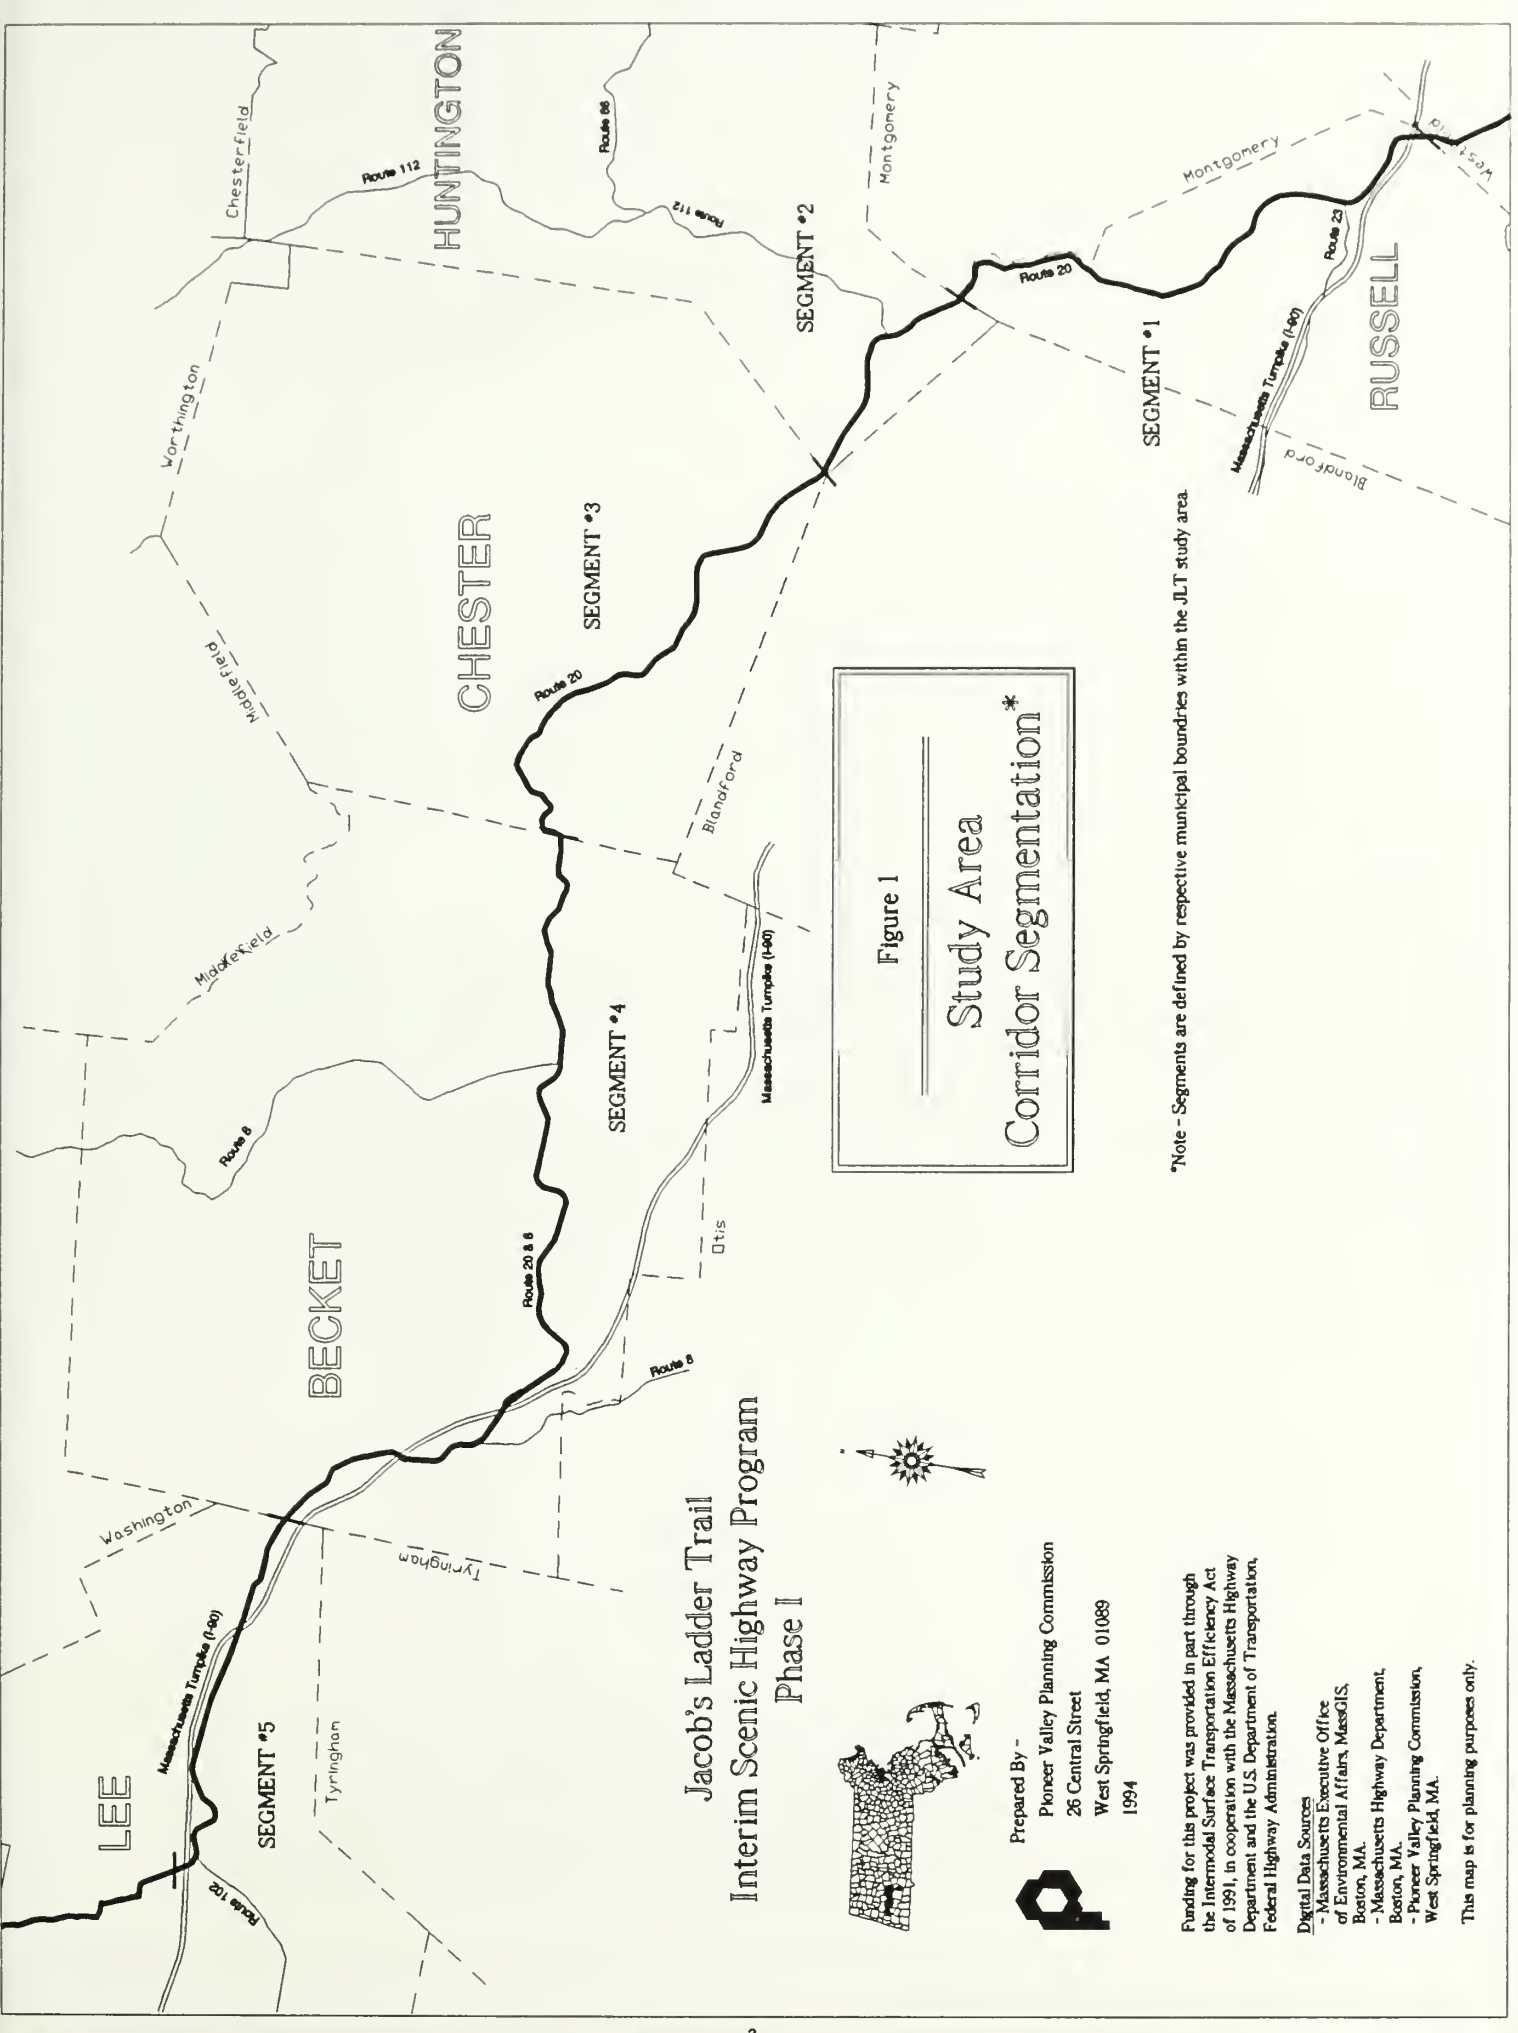 LEE
BECKET
CHESTER
HUNTINGTON
RUSSELL
SEGMENT #5
SEGMENT #4
SEGMENT #3
SEGMENT #2
SEGMENT #1
Chesterfield
Worthington
Middlefield
Middlefield
Washington
Tyringham
Tyringham
Otis
Blandford
Blandford
Montgomery
Montgomery
Route 112
Route 112
Route 66
Route 20
Route 20
Route 23
Route 8
Route 8
Route 20 & 8
Route 102
Massachusetts Turnpike (I-90)
Massachusetts Turnpike (I-90)
Massachusetts Turnpike (I-90)
Figure 1
Study Area
Corridor Segmentation*
*Note - Segments are defined by respective municipal boundries within the JLT study area.
Jacob's Ladder Trail
Interim Scenic Highway Program
Phase I
Prepared By -
Pioneer Valley Planning Commission
26 Central Street
West Springfield, MA 01089
1994
Funding for this project was provided in part through
the Intermodal Surface Transportation Efficiency Act
of 1991, in cooperation with the Massachusetts Highway
Department and the U.S. Department of Transportation,
Federal Highway Administration.
Digital Data Sources
- Massachusetts Executive Office
of Environmental Affairs, MassGIS,
Boston, MA.
- Massachusetts Highway Department,
Boston, MA.
- Pioneer Valley Planning Commission,
West Springfield, MA.
This map is for planning purposes only.